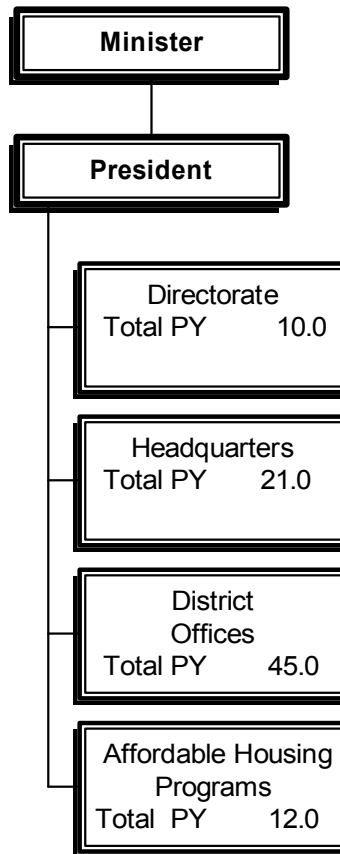 Minister
President
Directorate
Total PY 10.0
Headquarters
Total PY 21.0
District
Offices
Total PY 45.0
Affordable Housing
Programs
Total PY 12.0